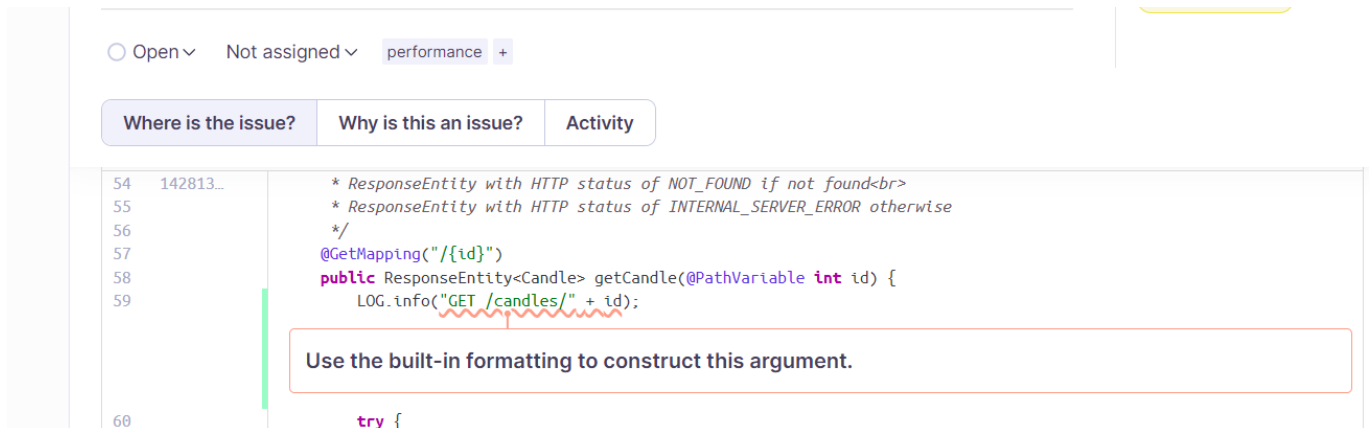 Open Not assigned performance +
Where is the issue? Why is this an issue? Activity
54 142813… * ResponseEntity with HTTP status of NOT_FOUND if not found<br>
55 * ResponseEntity with HTTP status of INTERNAL_SERVER_ERROR otherwise
56 */
57 @GetMapping("/{id}")
58 public ResponseEntity<Candle> getCandle(@PathVariable int id) {
59 LOG.info("GET /candles/" + id);
Use the built-in formatting to construct this argument.
60 try {